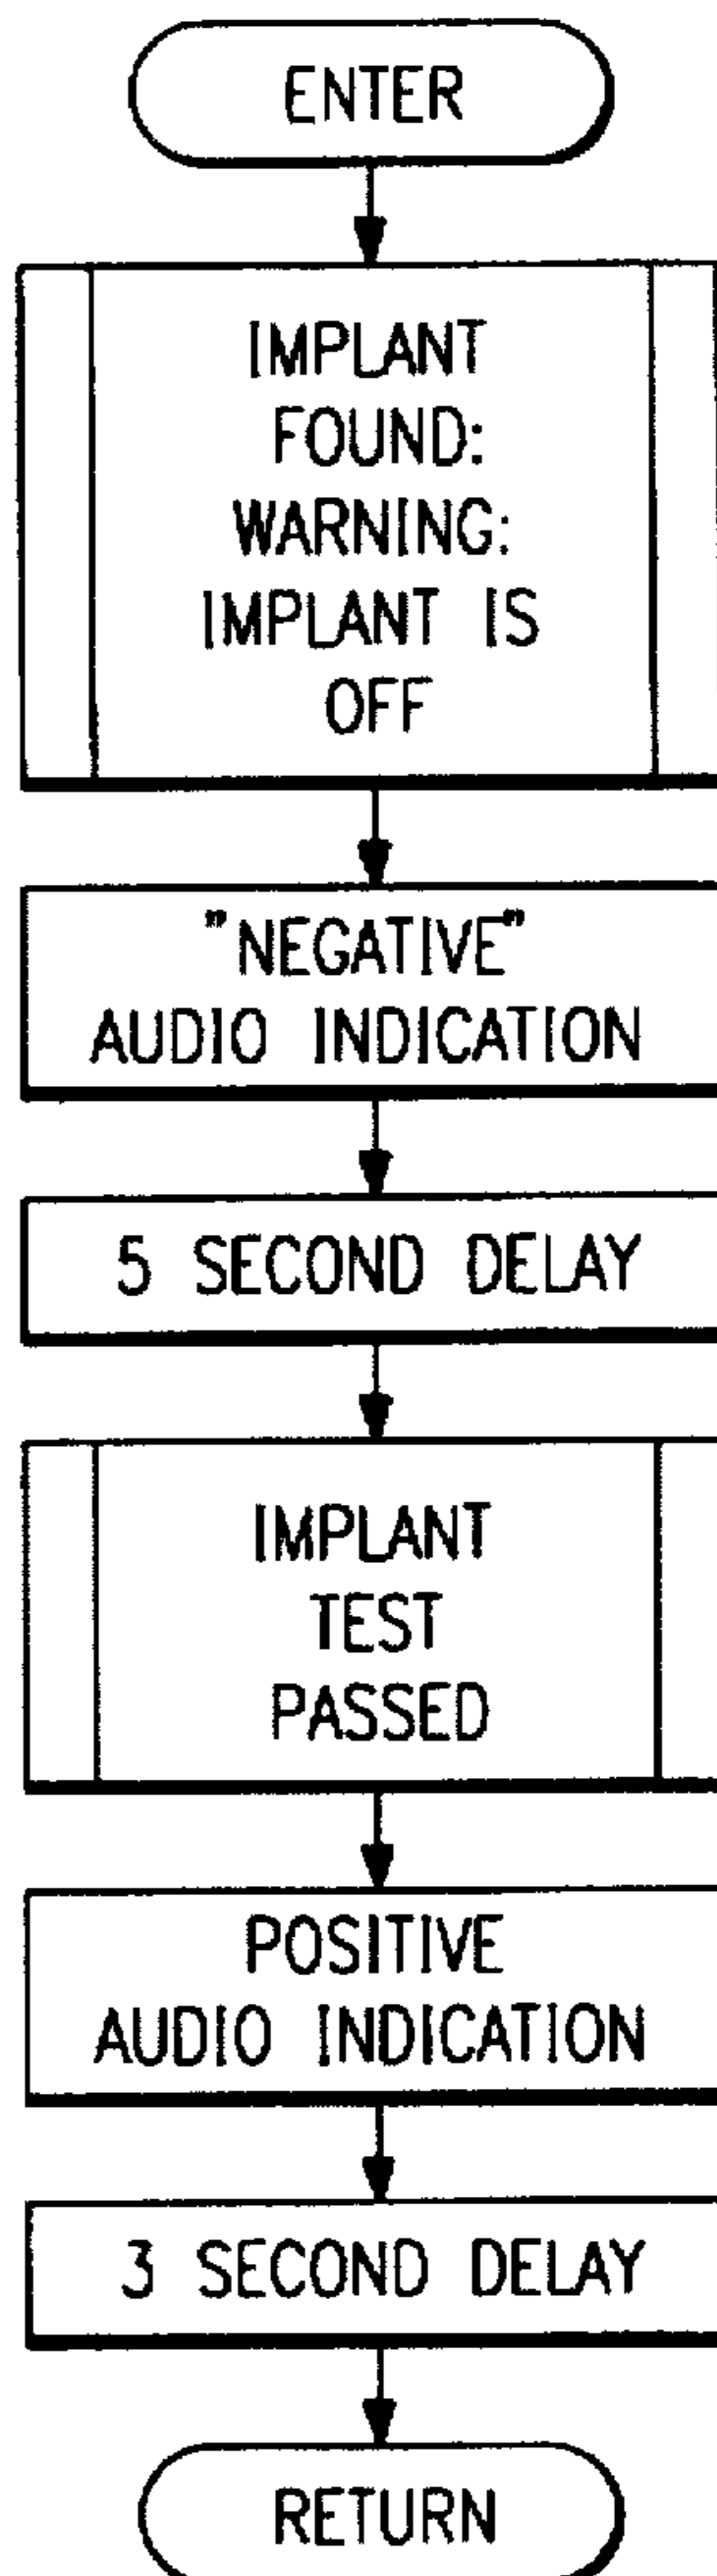 ENTER
IMPLANT
FOUND:
WARNING:
IMPLANT IS
OFF
"NEGATIVE"
AUDIO INDICATION
5 SECOND DELAY
IMPLANT
TEST
PASSED
POSITIVE
AUDIO INDICATION
3 SECOND DELAY
RETURN